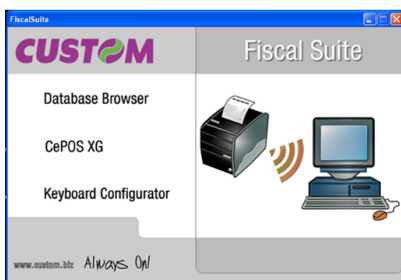 FiscalSuite
CUSTOM
Fiscal Suite
Database Browser
CePOS XG
Keyboard Configurator
www.custom.biz Always On!